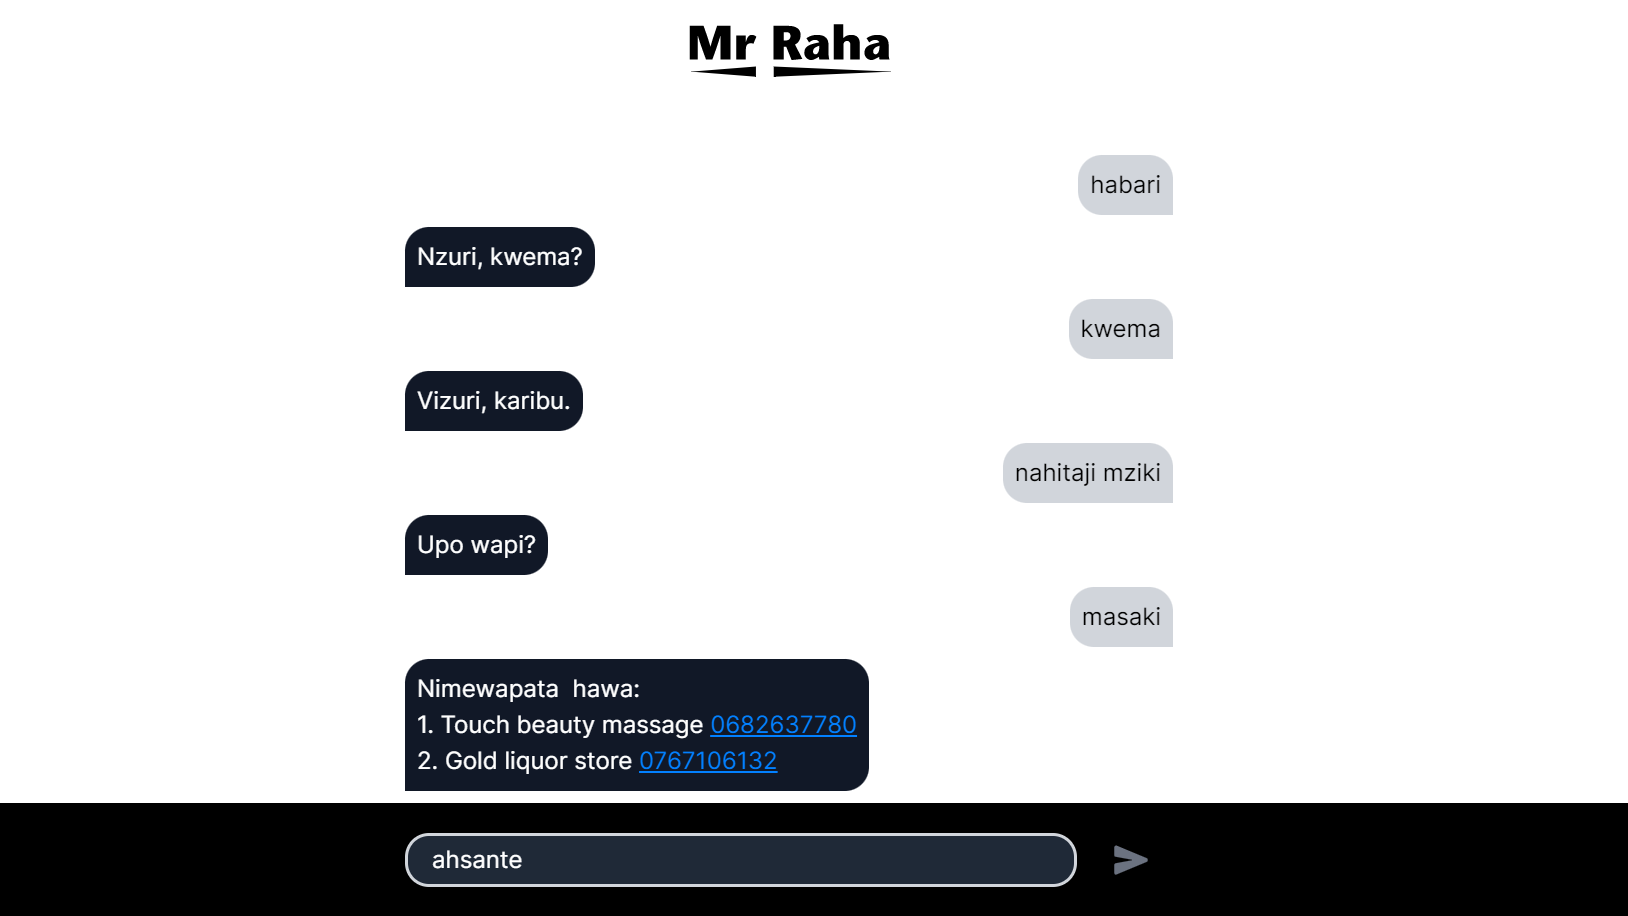 Mr Raha
habari
Nzuri, kwema?
kwema
Vizuri, karibu.
nahitaji mziki
Upo wapi?
masaki
Nimewapata  hawa:
1. Touch beauty massage 0682637780
2. Gold liquor store 0767106132
ahsante